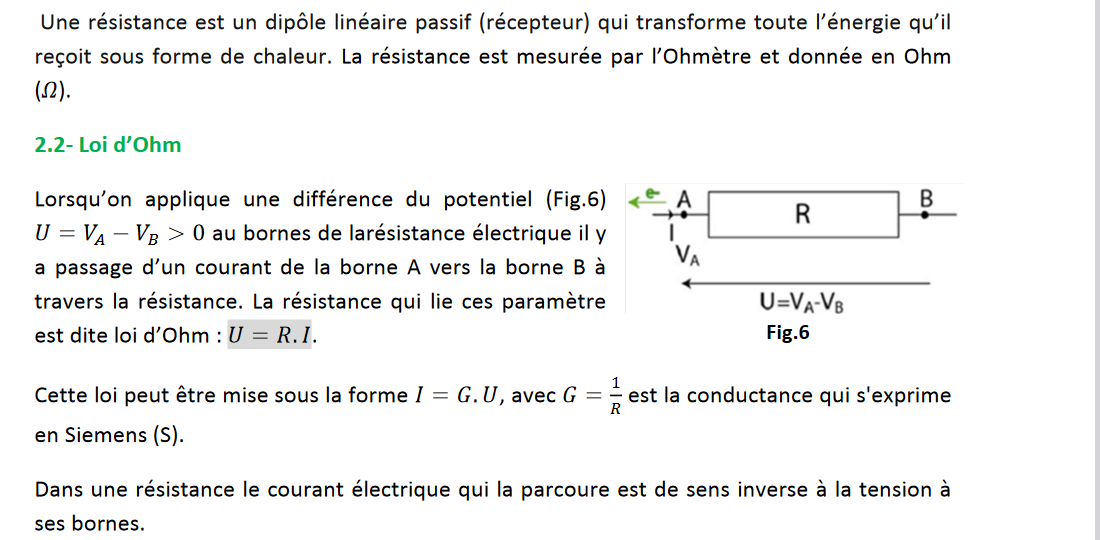 Une résistance est un dipôle linéaire passif (récepteur) qui transforme toute l'énergie qu'il
reçoit sous forme de chaleur. La résistance est mesurée par l'Ohmètre et donnée en Ohm
(Ω).
2.2- Loi d'Ohm
Lorsqu'on applique une différence du potentiel (Fig.6)
U = V_A − V_B > 0 au bornes de larésistance électrique il y
a passage d'un courant de la borne A vers la borne B à
travers la résistance. La résistance qui lie ces paramètre
est dite loi d'Ohm : U = R.I.
e-
A
R
B
I
V_A
U=V_A-V_B
Fig.6
Cette loi peut être mise sous la forme I = G.U, avec G = 1/R est la conductance qui s'exprime
en Siemens (S).
Dans une résistance le courant électrique qui la parcoure est de sens inverse à la tension à
ses bornes.